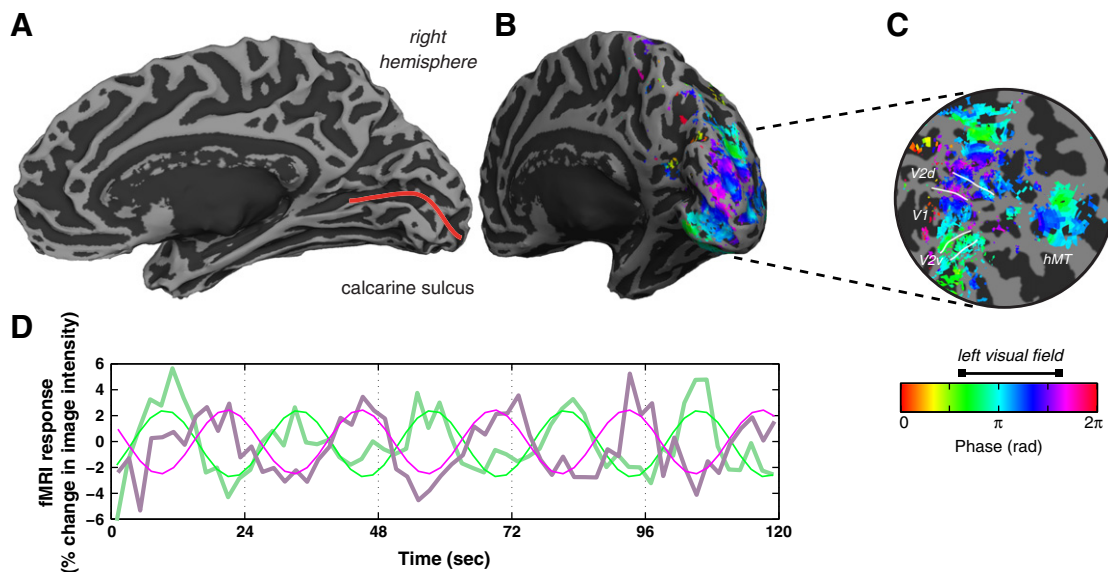 A
B
C
right
hemisphere
calcarine sulcus
V2d
V1
V2v
hMT
left visual field
0
π
2π
Phase (rad)
D
fMRI response
(% change in image intensity)
6
4
2
0
−2
−4
−6
0
24
48
72
96
120
Time (sec)